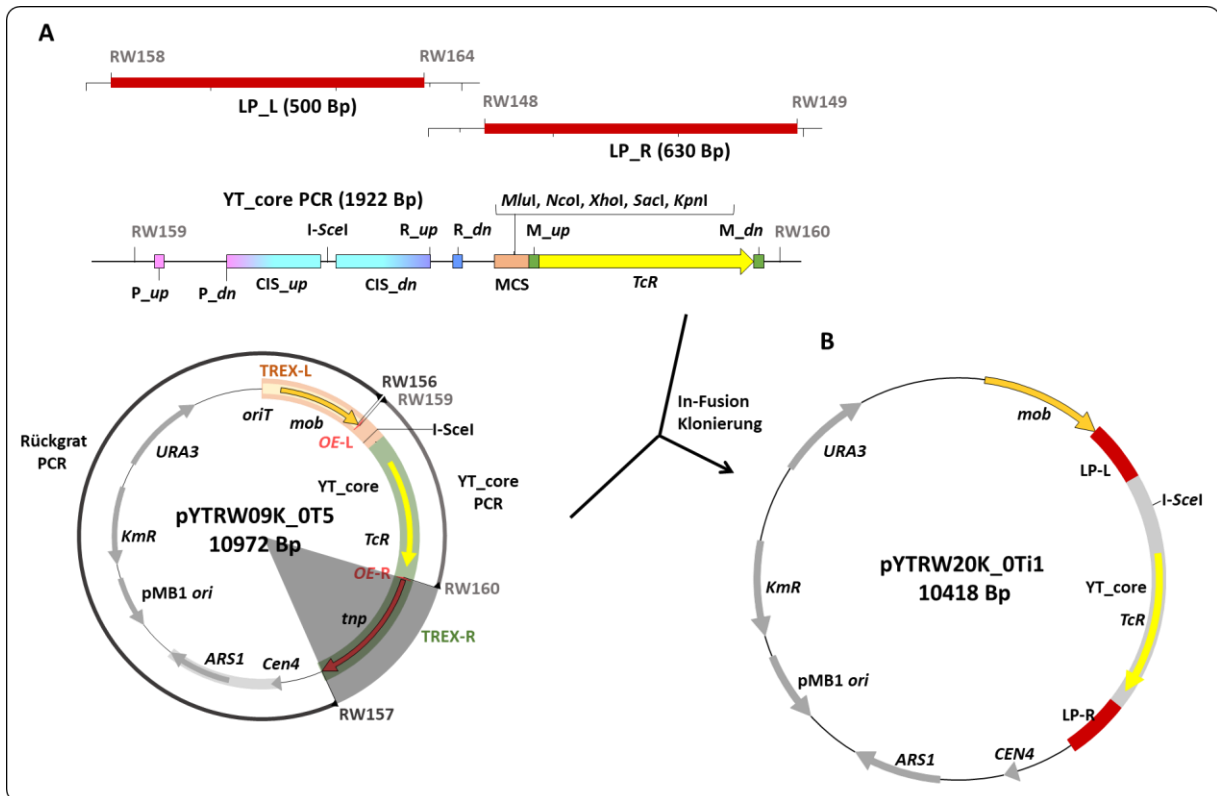 A
RW158
RW164
LP_L (500 Bp)
RW148
RW149
LP_R (630 Bp)
YT_core PCR (1922 Bp)
MluI, NcoI, XhoI, SacI, KpnI
RW159
I-SceI
R_up
R_dn
M_up
M_dn
RW160
P_up
P_dn
CIS_up
CIS_dn
MCS
TcR
TREX-L
RW156
RW159
oriT
mob
OE-L
I-SceI
Rückgrat
PCR
URA3
YT_core
YT_core
PCR
KmR
pYTRW09K_0T5
10972 Bp
TcR
OE-R
RW160
pMB1 ori
tnp
TREX-R
ARS1
Cen4
RW157
In-Fusion
Klonierung
B
mob
URA3
LP-L
I-SceI
KmR
pYTRW20K_0Ti1
10418 Bp
YT_core
TcR
pMB1 ori
LP-R
ARS1
CEN4